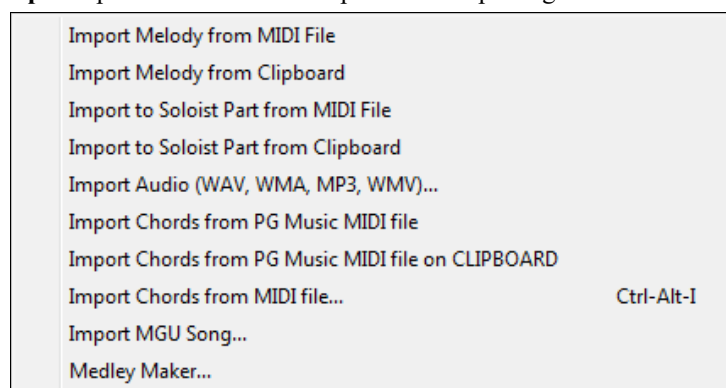 Import Melody from MIDI File
Import Melody from Clipboard
Import to Soloist Part from MIDI File
Import to Soloist Part from Clipboard
Import Audio (WAV, WMA, MP3, WMV)...
Import Chords from PG Music MIDI file
Import Chords from PG Music MIDI file on CLIPBOARD
Import Chords from MIDI file... Ctrl-Alt-I
Import MGU Song...
Medley Maker...